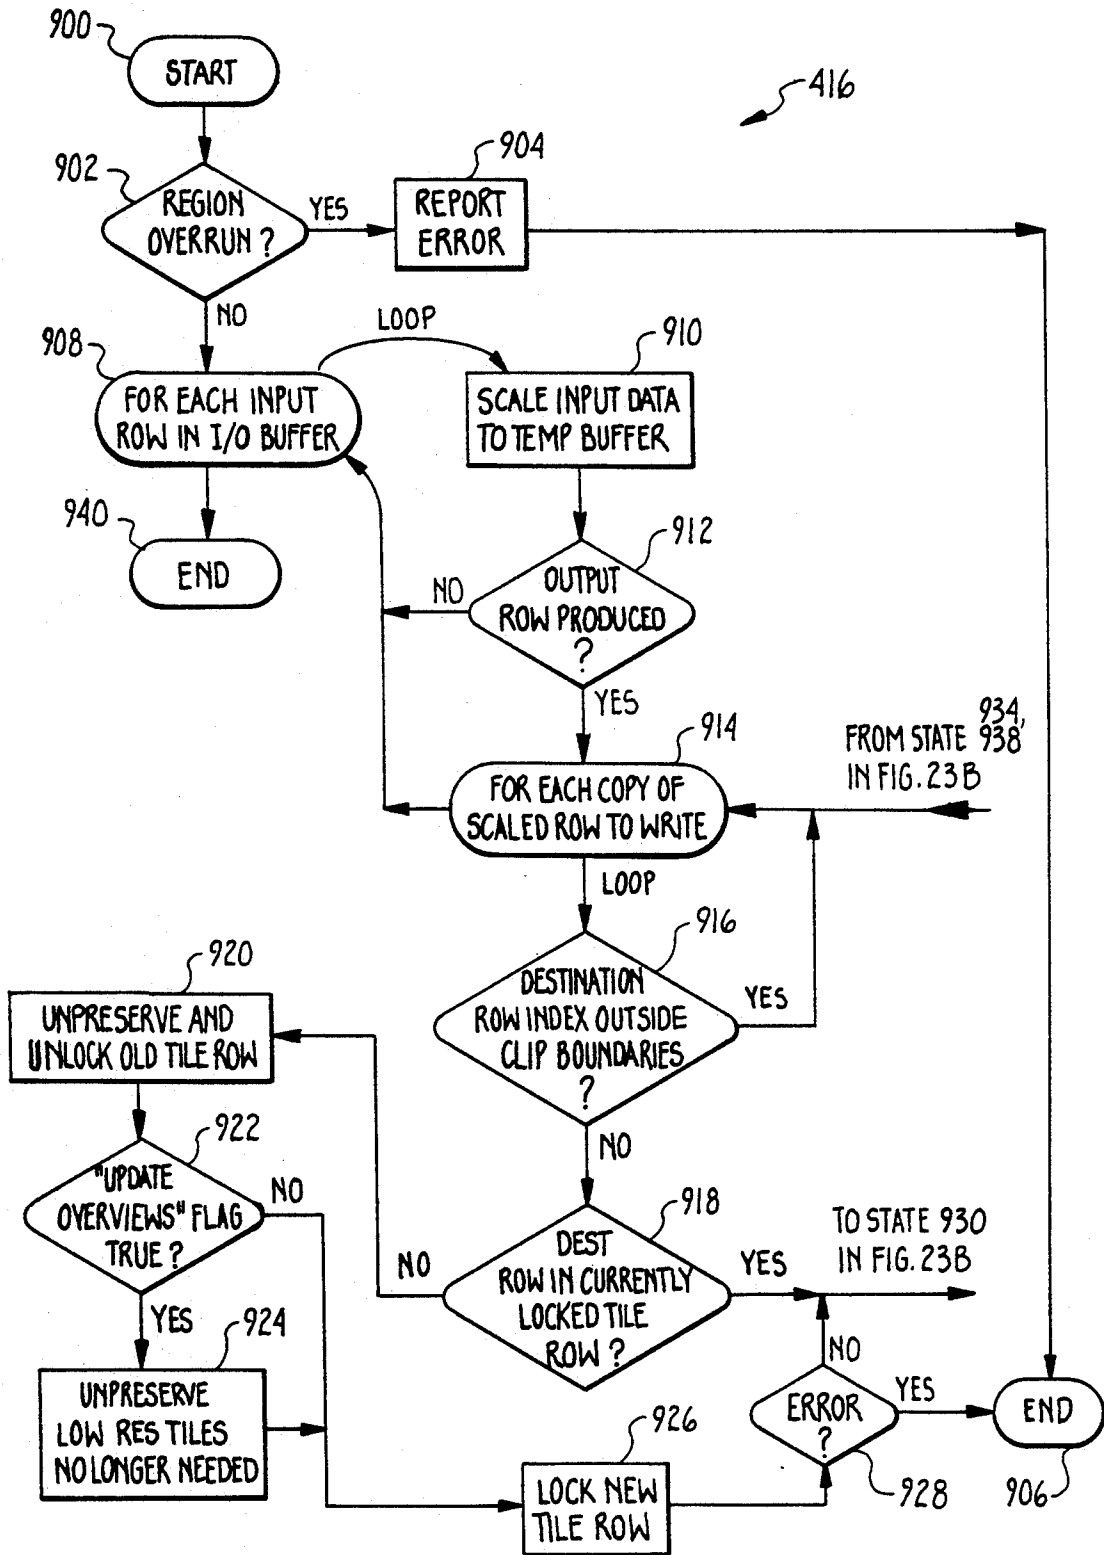 900
START
416
902
REGION
OVERRUN ?
YES
904
REPORT
ERROR
NO
908
LOOP
FOR EACH INPUT
ROW IN I/O BUFFER
910
SCALE INPUT DATA
TO TEMP BUFFER
940
END
912
NO
OUTPUT
ROW PRODUCED
?
YES
914
FOR EACH COPY OF
SCALED ROW TO WRITE
934,
FROM STATE 938
IN FIG. 23B
LOOP
916
DESTINATION
ROW INDEX OUTSIDE
CLIP BOUNDARIES
?
YES
NO
920
UNPRESERVE AND
UNLOCK OLD TILE ROW
922
"UPDATE
OVERVIEWS" FLAG
TRUE ?
NO
YES
918
DEST
ROW IN CURRENTLY
LOCKED TILE
ROW ?
NO
YES
TO STATE 930
IN FIG. 23B
924
UNPRESERVE
LOW RES TILES
NO LONGER NEEDED
926
LOCK NEW
TILE ROW
NO
ERROR
?
YES
928
END
906